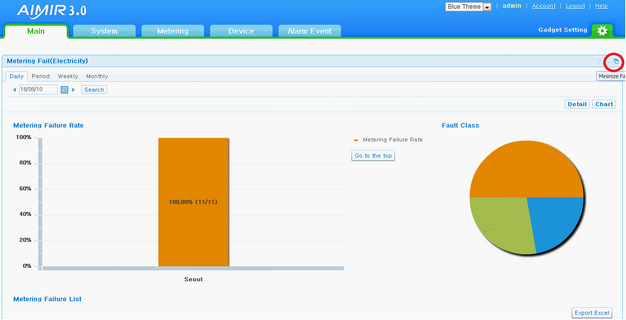 AIMIR 3.0
Blue Theme | admin | Account | Logout | Help
Main System Metering Device Alarm Event Gadget Setting
Metering Fail(Electricity)
Minimize Pa
Daily Period Weekly Monthly
18/08/10 Search
Detail Chart
Metering Failure Rate
Fault Class
100%
80%
60%
40%
20%
0%
100.00% (11/11)
Seoul
Metering Failure Rate
Go to the top
Metering Failure List
Export Excel